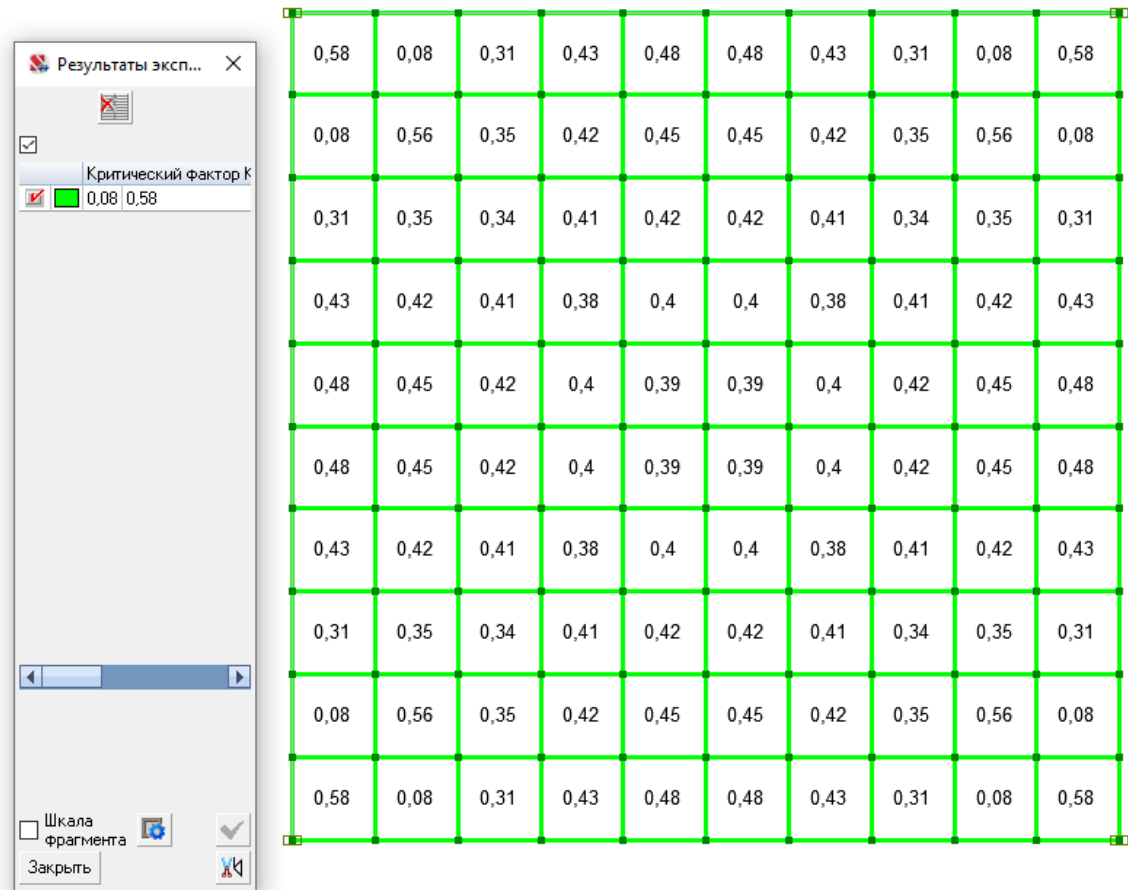 Результаты эксп...
Критический фактор К
0,08 0,58
Шкала
фрагмента
Закрыть
0,58 0,08 0,31 0,43 0,48 0,48 0,43 0,31 0,08 0,58
0,08 0,56 0,35 0,42 0,45 0,45 0,42 0,35 0,56 0,08
0,31 0,35 0,34 0,41 0,42 0,42 0,41 0,34 0,35 0,31
0,43 0,42 0,41 0,38 0,4 0,4 0,38 0,41 0,42 0,43
0,48 0,45 0,42 0,4 0,39 0,39 0,4 0,42 0,45 0,48
0,48 0,45 0,42 0,4 0,39 0,39 0,4 0,42 0,45 0,48
0,43 0,42 0,41 0,38 0,4 0,4 0,38 0,41 0,42 0,43
0,31 0,35 0,34 0,41 0,42 0,42 0,41 0,34 0,35 0,31
0,08 0,56 0,35 0,42 0,45 0,45 0,42 0,35 0,56 0,08
0,58 0,08 0,31 0,43 0,48 0,48 0,43 0,31 0,08 0,58